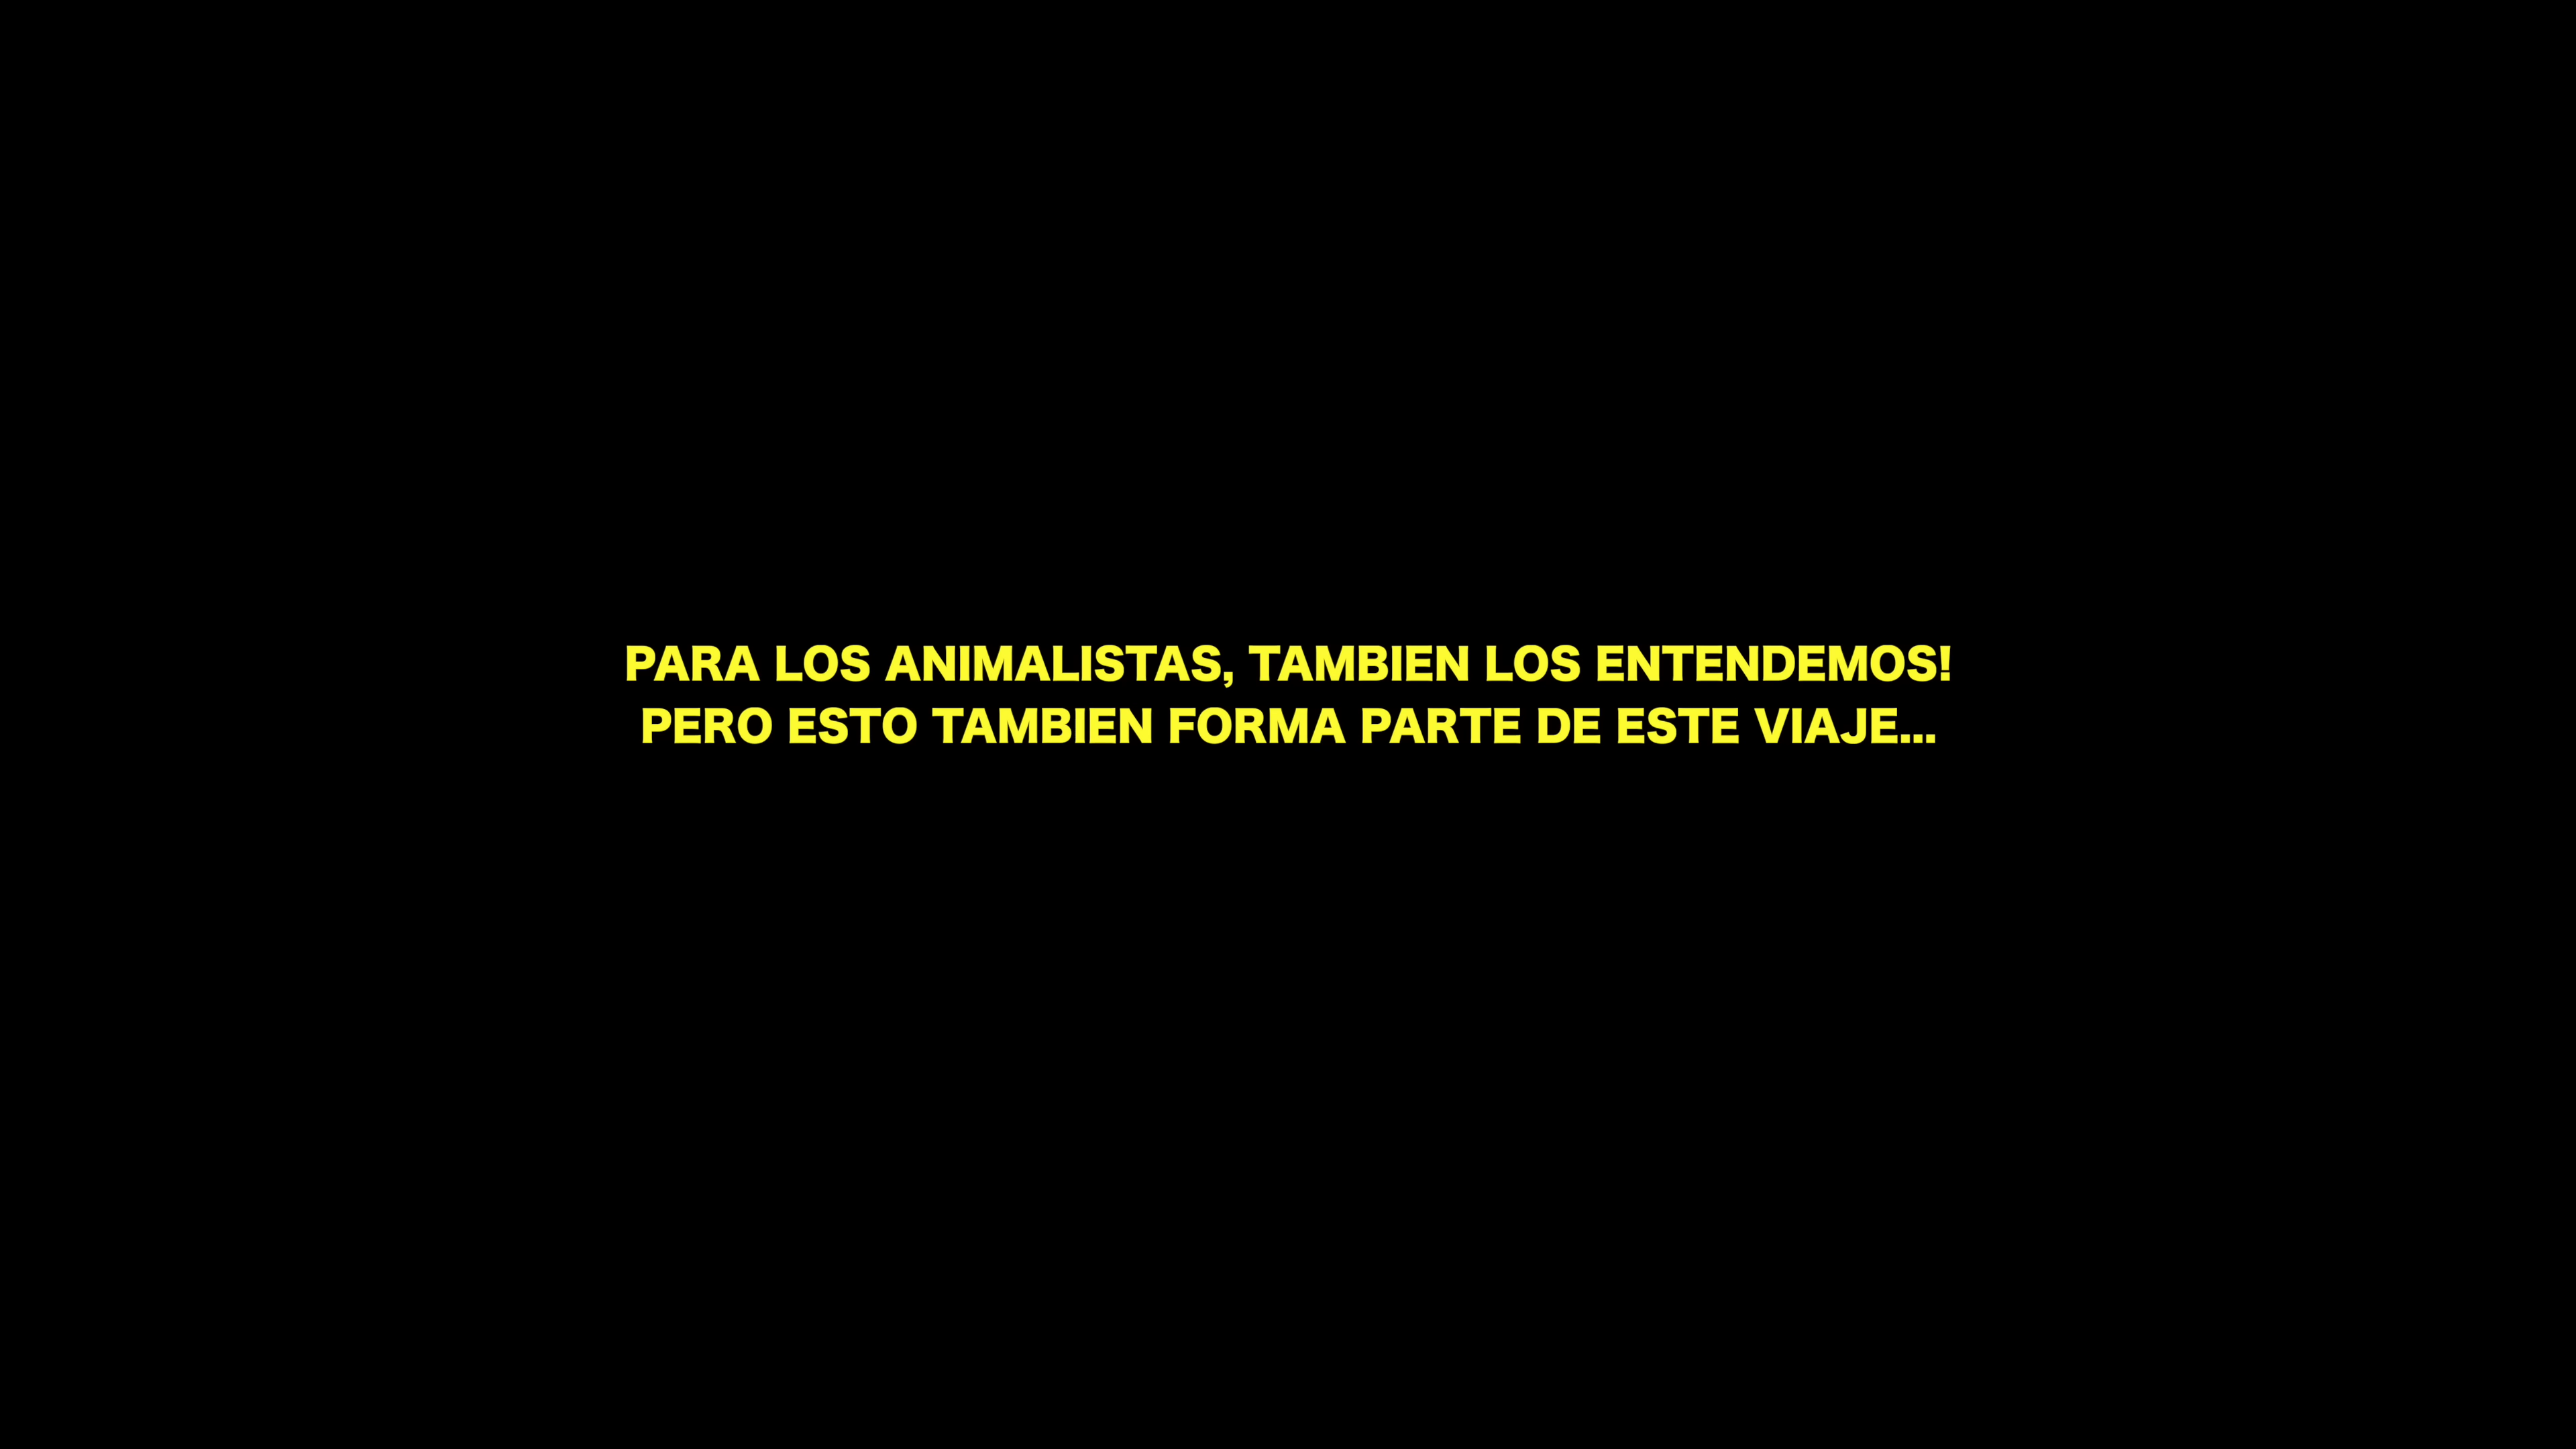 PARA LOS ANIMALISTAS, TAMBIEN LOS ENTENDEMOS!
PERO ESTO TAMBIEN FORMA PARTE DE ESTE VIAJE...